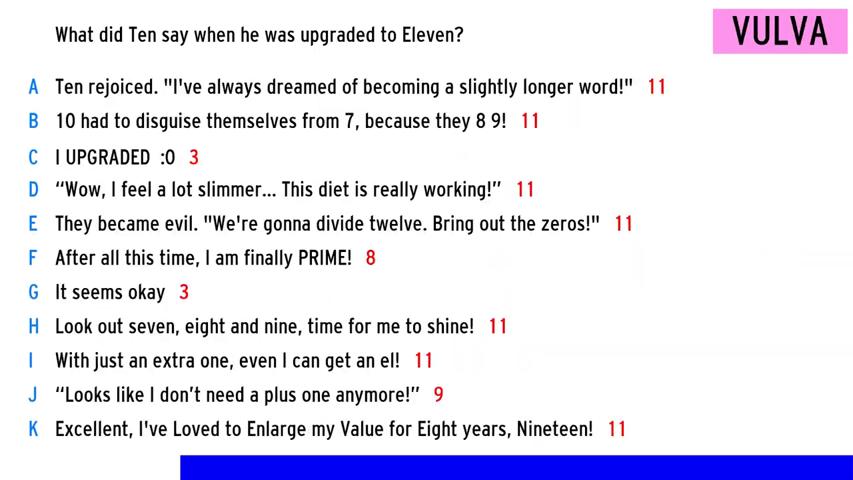 What did Ten say when he was upgraded to Eleven?
VULVA
A Ten rejoiced. "I've always dreamed of becoming a slightly longer word!" 11
B 10 had to disguise themselves from 7, because they 8 9! 11
C I UPGRADED :0 3
D “Wow, I feel a lot slimmer... This diet is really working!” 11
E They became evil. "We're gonna divide twelve. Bring out the zeros!" 11
F After all this time, I am finally PRIME! 8
G It seems okay 3
H Look out seven, eight and nine, time for me to shine! 11
I With just an extra one, even I can get an el! 11
J “Looks like I don’t need a plus one anymore!” 9
K Excellent, I've Loved to Enlarge my Value for Eight years, Nineteen! 11